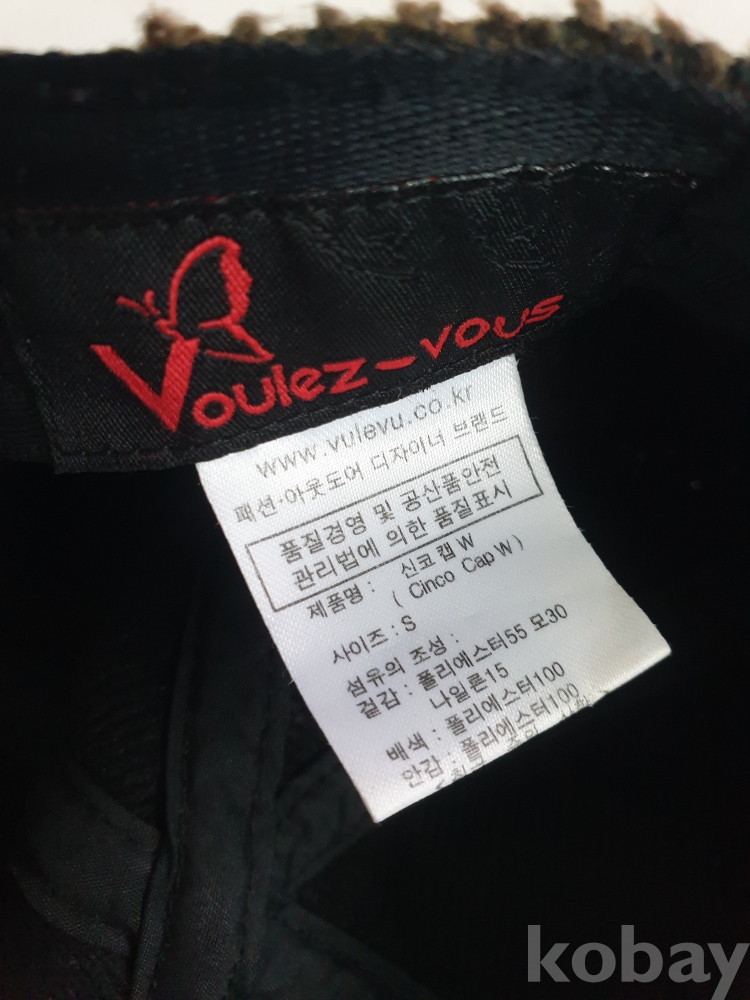 Voulez-vous
www.vulevu.co.kr
패션·아웃도어 디자이너 브랜드
품질경영 및 공산품안전
관리법에 의한 품질표시
제품명 : 신코 캡 W
( Cinco Cap W )
사이즈 : S
섬유의 조성 :
겉감 : 폴리에스터55 모30
나일론15
배색 : 폴리에스터100
안감 : 폴리에스터100
kobay